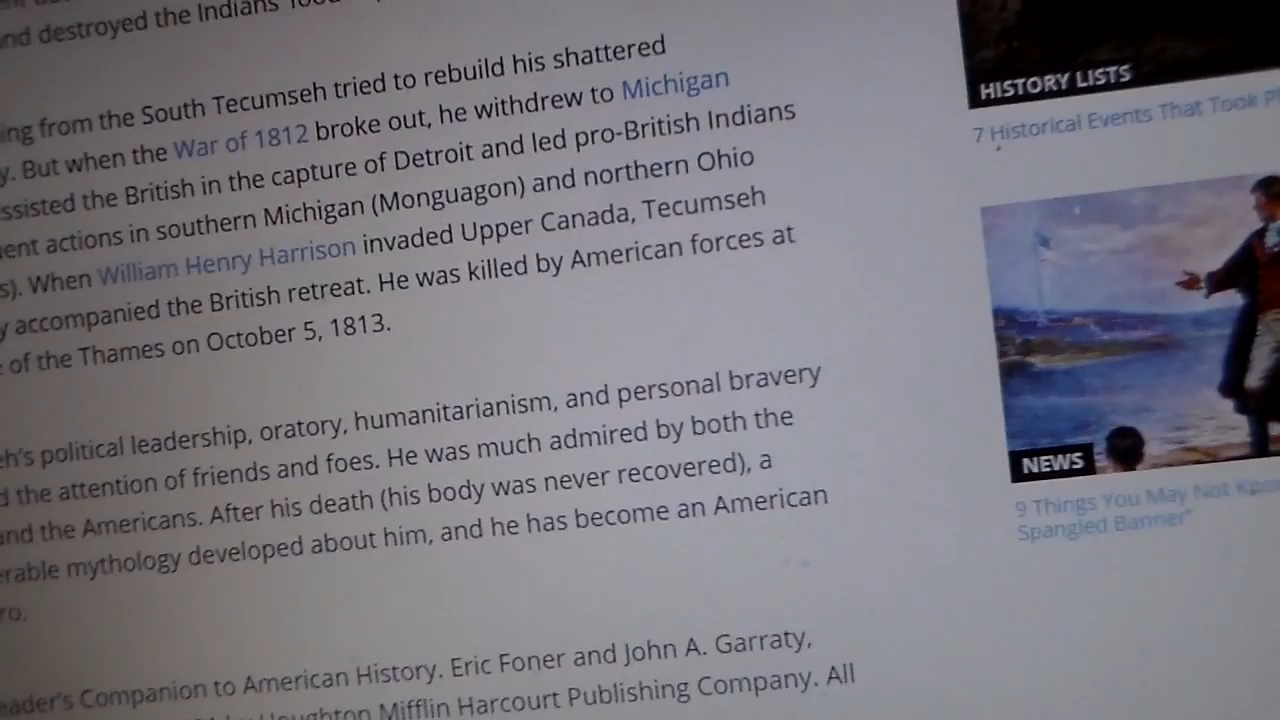 nd destroyed the Indians'
ing from the South Tecumseh tried to rebuild his shattered
y. But when the War of 1812 broke out, he withdrew to Michigan
ssisted the British in the capture of Detroit and led pro-British Indians
ent actions in southern Michigan (Monguagon) and northern Ohio
s). When William Henry Harrison invaded Upper Canada, Tecumseh
y accompanied the British retreat. He was killed by American forces at
of the Thames on October 5, 1813.
eh's political leadership, oratory, humanitarianism, and personal bravery
d the attention of friends and foes. He was much admired by both the
and the Americans. After his death (his body was never recovered), a
erable mythology developed about him, and he has become an American
ro.
eader's Companion to American History. Eric Foner and John A. Garraty,
Houghton Mifflin Harcourt Publishing Company. All
HISTORY LISTS
7 Historical Events That Took
NEWS
9 Things You May Not
Spangled Banner"